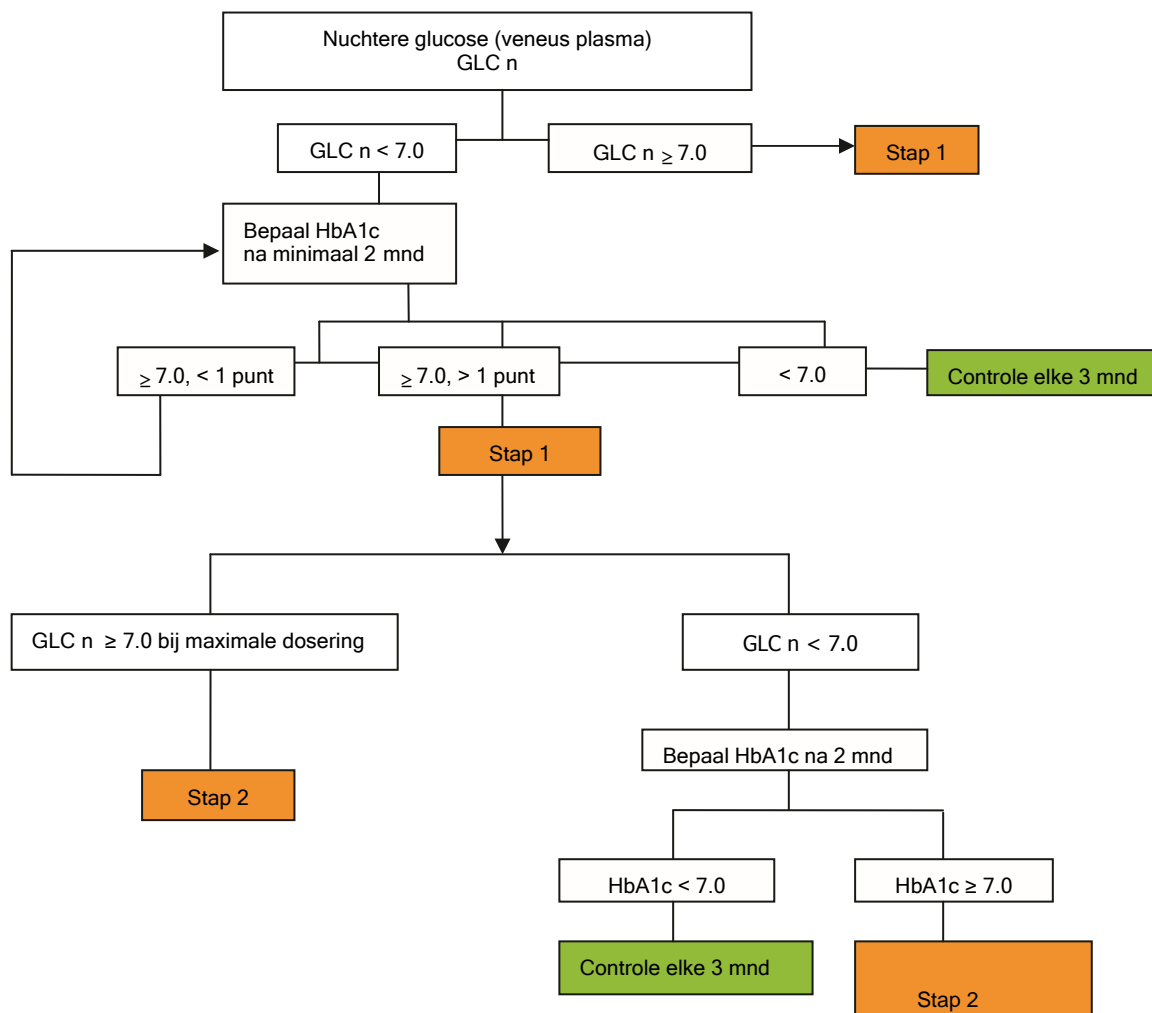 Nuchtere glucose (veneus plasma)
GLC n
GLC n < 7.0
GLC n ≥ 7.0
Stap 1
Bepaal HbA1c
na minimaal 2 mnd
≥ 7.0, < 1 punt
≥ 7.0, > 1 punt
< 7.0
Controle elke 3 mnd
Stap 1
GLC n ≥ 7.0 bij maximale dosering
GLC n < 7.0
Bepaal HbA1c na 2 mnd
Stap 2
HbA1c < 7.0
HbA1c ≥ 7.0
Controle elke 3 mnd
Stap 2